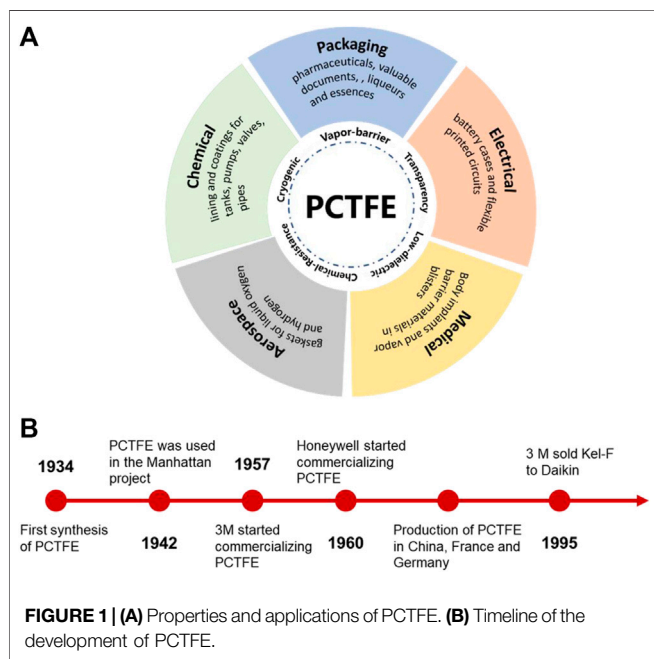 A
Packaging
pharmaceuticals, valuable
documents, , liqueurs
and essences
Electrical
battery cases and flexible
printed circuits
Medical
Body implants and vapor
barrier materials in
blisters
Aerospace
gaskets for liquid oxygen
and hydrogen
Chemical
lining and coatings for
tanks, pumps, valves,
pipes
Vapor-barrier
Transparency
Low-dielectric
Chemical-Resistance
Cryogenic
PCTFE
B
1934
First synthesis
of PCTFE
PCTFE was used
in the Manhattan
project
1942
1957
3M started
commercializing
PCTFE
Honeywell started
commercializing
PCTFE
1960
Production of PCTFE
in China, France and
Germany
3 M sold Kel-F
to Daikin
1995
FIGURE 1 | (A) Properties and applications of PCTFE. (B) Timeline of the
development of PCTFE.